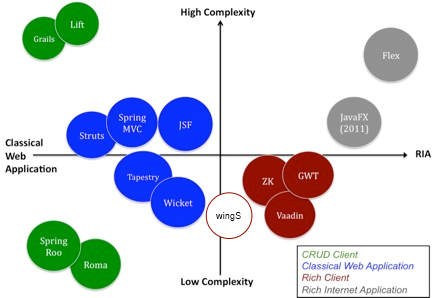 High Complexity
Lift
Grails
Flex
JavaFX
(2011)
Spring
MVC
JSF
Struts
Classical
Web
Application
RIA
Tapestry
ZK
GWT
Wicket
wingS
Vaadin
Spring
Roo
Roma
Low Complexity
CRUD Client
Classical Web Application
Rich Client
Rich Internet Application